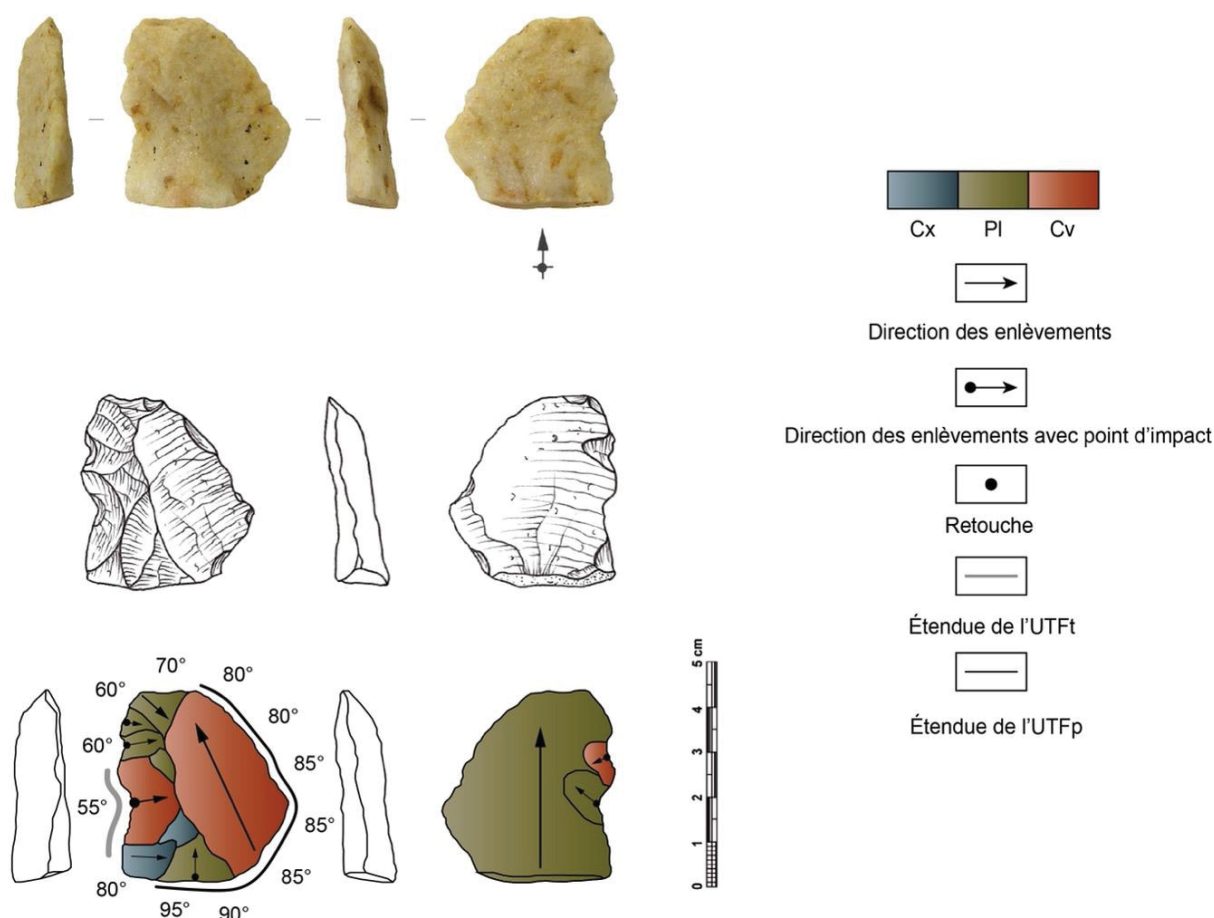 Cx Pl Cv
Direction des enlèvements
Direction des enlèvements avec point d'impact
Retouche
Étendue de l'UTFt
Étendue de l'UTFp
70°
80°
60°
80°
60°
85°
55°
85°
80°
85°
95°
90°
0 1 2 3 4 5 cm